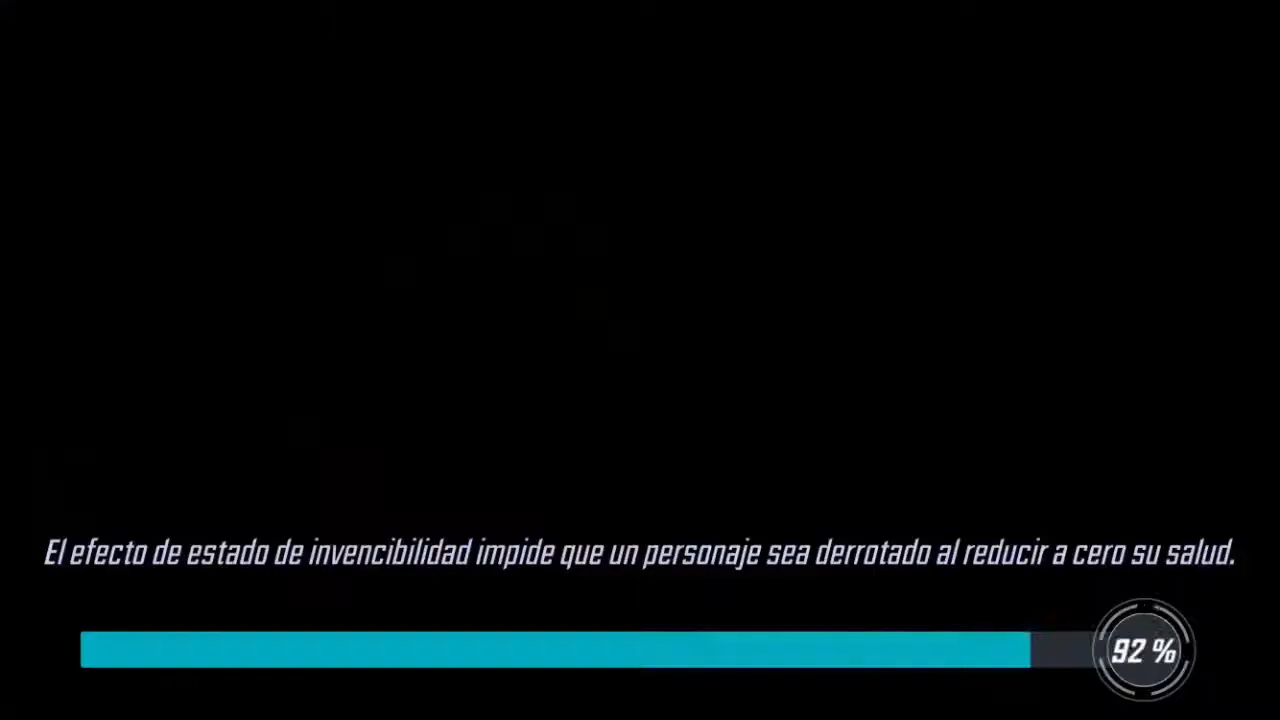 El efecto de estado de invencibilidad impide que un personaje sea derrotado al reducir a cero su salud.
92 %